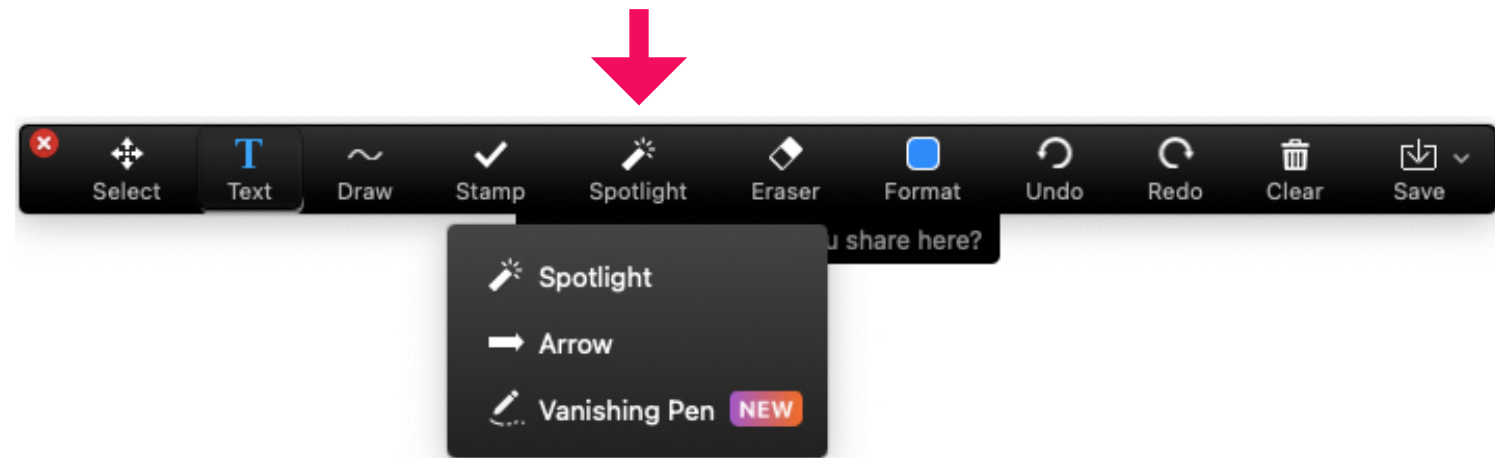 Select Text Draw Stamp Spotlight Eraser Format Undo Redo Clear Save
share here?
Spotlight
Arrow
Vanishing Pen NEW